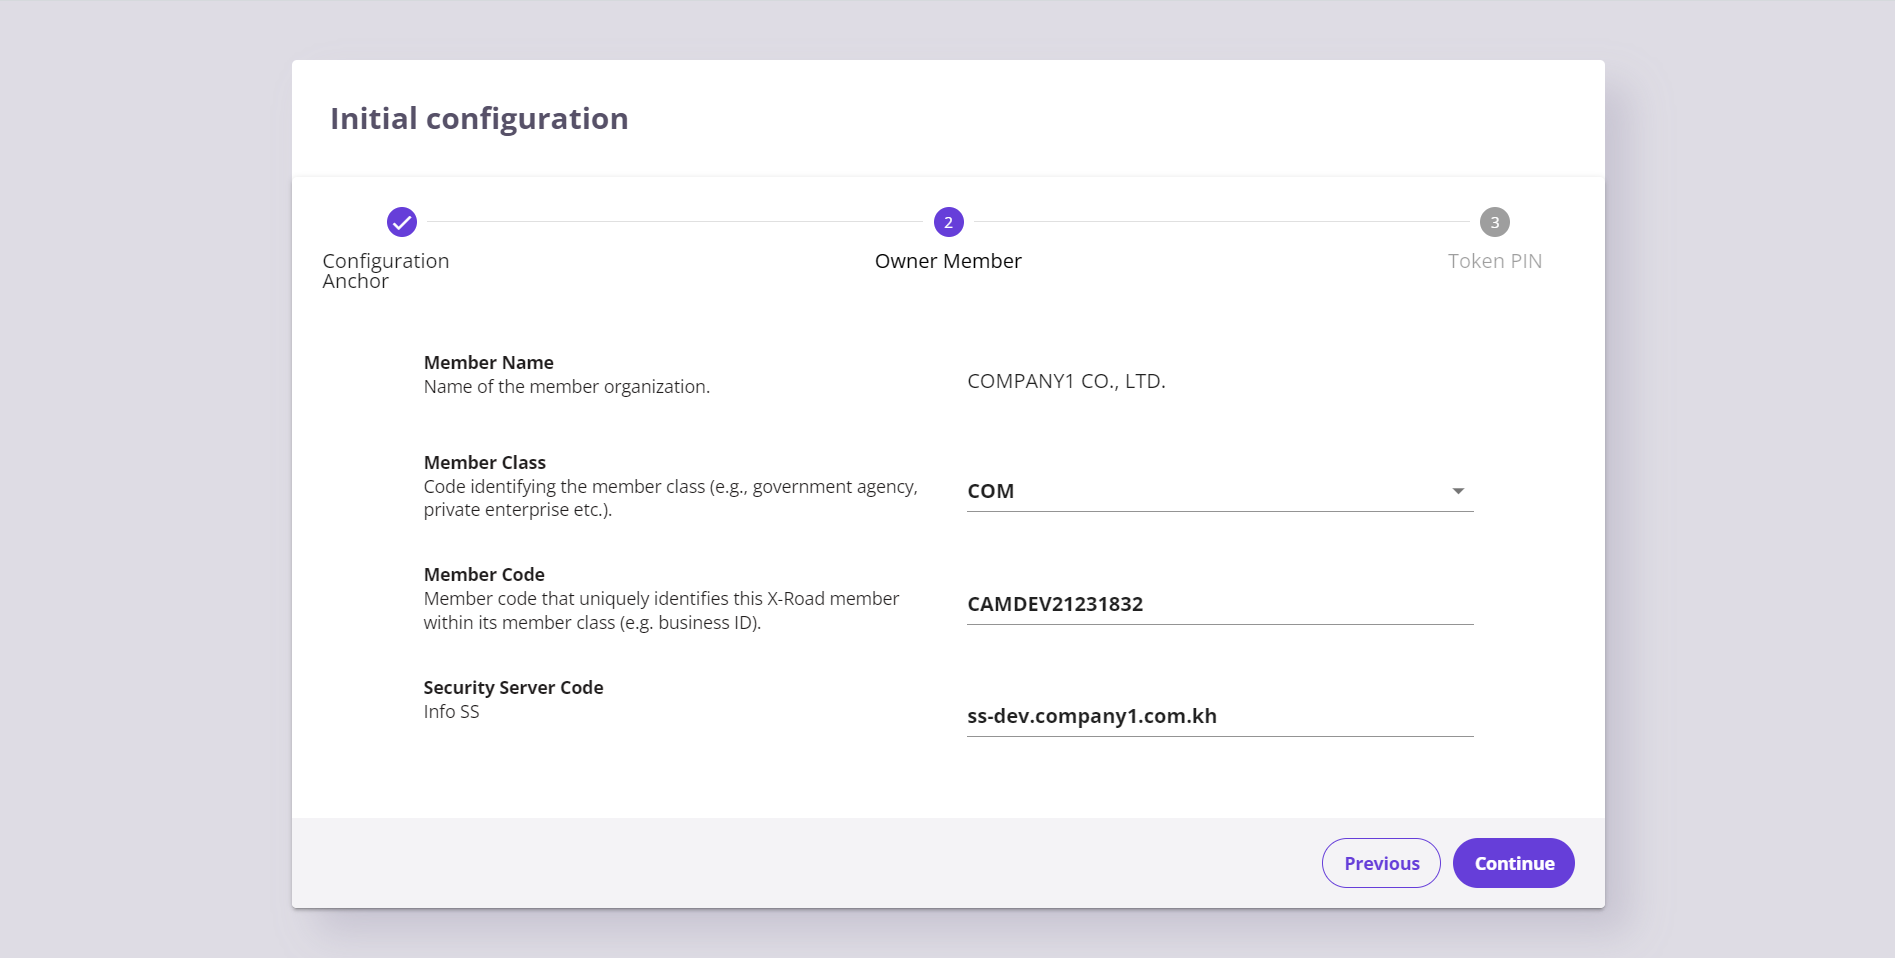 Initial configuration
2
3
Configuration
Anchor
Owner Member
Token PIN
Member Name
Name of the member organization.
COMPANY1 CO., LTD.
Member Class
Code identifying the member class (e.g., government agency,
private enterprise etc.).
COM
Member Code
Member code that uniquely identifies this X-Road member
within its member class (e.g. business ID).
CAMDEV21231832
Security Server Code
Info SS
ss-dev.company1.com.kh
Previous
Continue